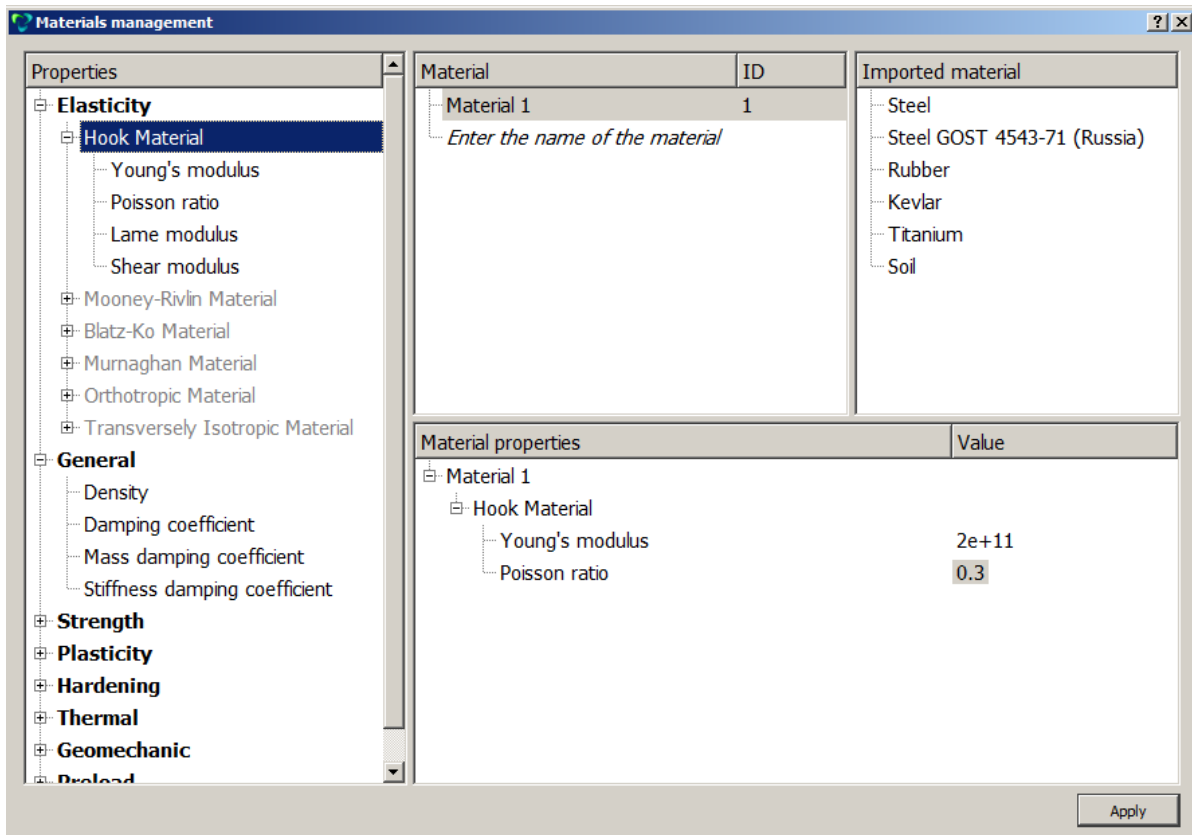 Materials management
Properties
Elasticity
Hook Material
Young's modulus
Poisson ratio
Lame modulus
Shear modulus
Mooney-Rivlin Material
Blatz-Ko Material
Murnaghan Material
Orthotropic Material
Transversely Isotropic Material
General
Density
Damping coefficient
Mass damping coefficient
Stiffness damping coefficient
Strength
Plasticity
Hardening
Thermal
Geomechanic
Preload
Material ID
Material 1 1
Enter the name of the material
Imported material
Steel
Steel GOST 4543-71 (Russia)
Rubber
Kevlar
Titanium
Soil
Material properties Value
Material 1
Hook Material
Young's modulus 2e+11
Poisson ratio 0.3
Apply